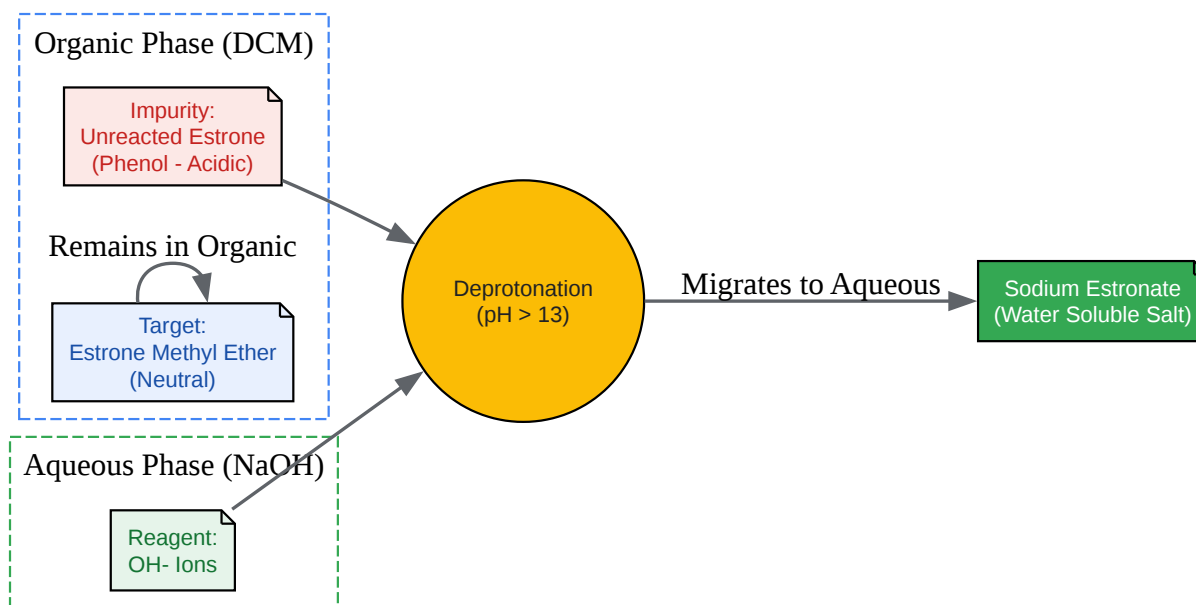 Organic Phase (DCM)
Impurity:
Unreacted Estrone
(Phenol - Acidic)
Remains in Organic
Target:
Estrone Methyl Ether
(Neutral)
Aqueous Phase (NaOH)
Reagent:
OH- Ions
Deprotonation
(pH > 13)
Migrates to Aqueous
Sodium Estronate
(Water Soluble Salt)